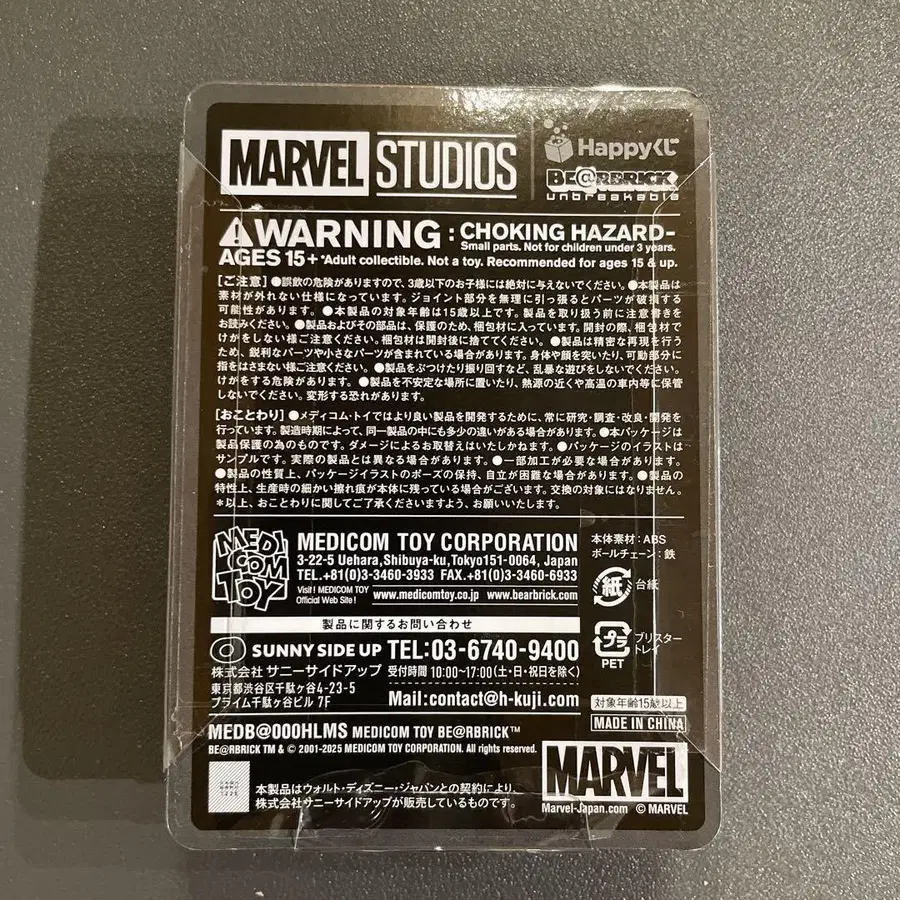 MARVEL STUDIOS
Happyくじ
BE@RBRICK
unbreakable
WARNING : CHOKING HAZARD-
Small parts. Not for children under 3 years.
AGES 15+ *Adult collectible. Not a toy. Recommended for ages 15 & up.
[ご注意] ●誤飲の危険がありますので、3歳以下のお子様には絶対に与えないでください。●本製品は
素材が外れない仕様になっています。ジョイント部分を無理に引っ張るとパーツが破損する
可能性があります。●本製品の対象年齢は15歳以上です。製品を取り扱う前に注意書きを
お読みください。●製品およびその部品は、保護のため、梱包材に入っています。開封の際、梱包材で
けがをしない様ご注意ください。梱包材は開封後に捨ててください。●製品は精密な再現を行う
ため、鋭利なパーツや小さなパーツが含まれている場合があります。身体や顔を突いたり、可動部分に
指をはさまない様ご注意ください。●製品をぶつけたり振り回すなど、乱暴な遊びをしないでください。
けがをする危険があります。●製品を不安定な場所に置いたり、熱源の近くや高温の車内等に保管
しないでください。変形する恐れがあります。
[おことわり] ●メディコム・トイではより良い製品を開発するために、常に研究・調査・改良・開発を
行っています。製造時期によって、同一製品の中にも多少の違いがある場合があります。●本パッケージは
製品保護の為のものです。ダメージによるお取替えはいたしかねます。●パッケージのイラストは
サンプルです。実際の製品とは異なる場合があります。●一部加工が必要な場合があります。
●製品の性質上、パッケージイラストのポーズの保持、自立が困難な場合があります。●製品の
特性上、生産時の細かい擦れ痕が本体に残っている場合がございます。交換の対象にはなりません。
*以上、おことわりに関してご了承くださいますよう、お願いいたします。
MEDICOM TOY
MEDICOM TOY CORPORATION
3-22-5 Uehara,Shibuya-ku,Tokyo151-0064, Japan
TEL.+81(0)3-3460-3933 FAX.+81(0)3-3460-6933
Visit! MEDICOM TOY
Official Web Site! www.medicomtoy.co.jp www.bearbrick.com
本体素材：ABS
ボールチェーン：鉄
紙 台紙
プラ ブリスター
トレイ
PET
製品に関するお問い合わせ
SUNNY SIDE UP TEL:03-6740-9400
株式会社 サニーサイドアップ 受付時間 10:00~17:00(土・日・祝日を除く)
東京都渋谷区千駄ヶ谷4-23-5
プライム千駄ヶ谷ビル 7F Mail:contact@h-kuji.com
対象年齢15歳以上
MADE IN CHINA
MEDB@000HLMS MEDICOM TOY BE@RBRICK™
BE@RBRICK TM & © 2001-2025 MEDICOM TOY CORPORATION. All rights reserved.
本製品はウォルト・ディズニー・ジャパンとの契約により、
株式会社サニーサイドアップが販売しているものです。
MARVEL
Marvel-Japan.com © MARVEL